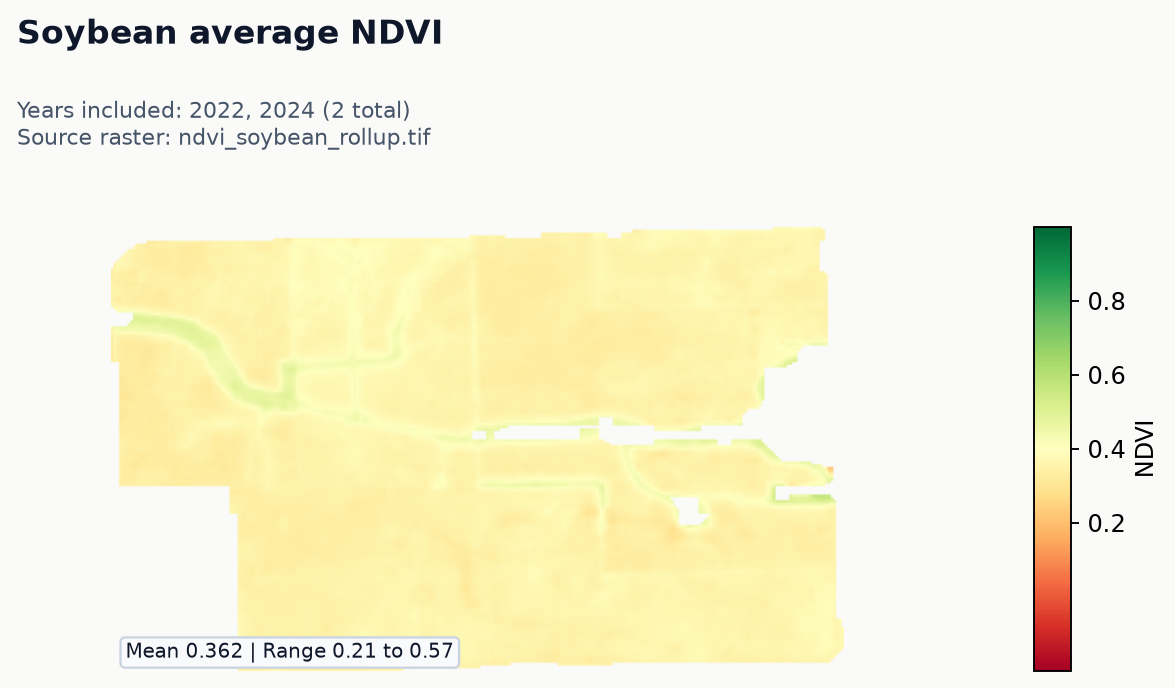 Soybean average NDVI
Years included: 2022, 2024 (2 total)
Source raster: ndvi_soybean_rollup.tif
0.8
0.6
0.4
0.2
NDVI
Mean 0.362 | Range 0.21 to 0.57